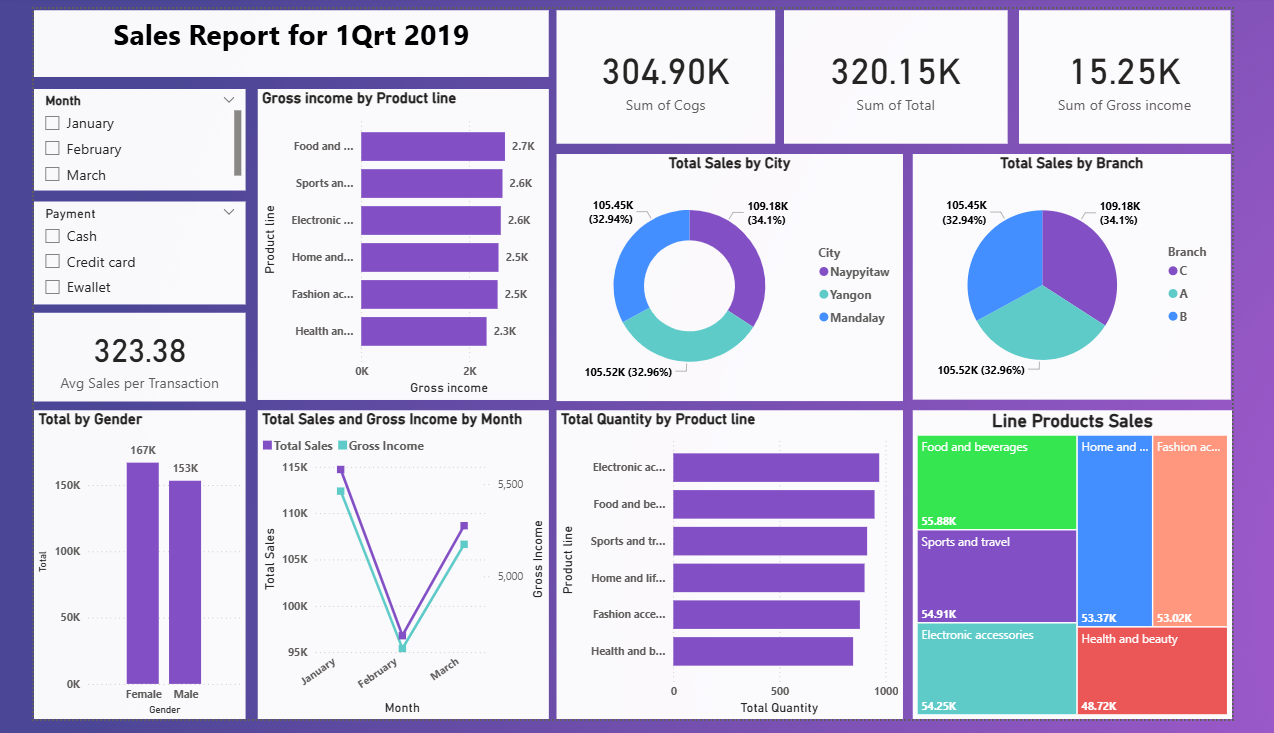 Sales Report for 1Qrt 2019
304.90K
Sum of Cogs
320.15K
Sum of Total
15.25K
Sum of Gross income
Month
January
February
March
Payment
Cash
Credit card
Ewallet
323.38
Avg Sales per Transaction
Gross income by Product line
Product line
Food and ...
2.7K
Sports an...
2.6K
Electronic ...
2.6K
Home and...
2.5K
Fashion ac...
2.5K
Health an...
2.3K
0K
2K
Gross income
Total Sales by City
105.45K
(32.94%)
109.18K
(34.1%)
105.52K (32.96%)
City
Naypyitaw
Yangon
Mandalay
Total Sales by Branch
105.45K
(32.94%)
109.18K
(34.1%)
105.52K (32.96%)
Branch
C
A
B
Total by Gender
Total
167K
153K
150K
100K
50K
0K
Female
Male
Gender
Total Sales and Gross Income by Month
Total Sales
Gross Income
Total Sales
115K
110K
105K
100K
95K
5,500
5,000
Gross Income
January
February
March
Month
Total Quantity by Product line
Product line
Electronic ac...
Food and be...
Sports and tr...
Home and lif...
Fashion acce...
Health and b...
0
500
1000
Total Quantity
Line Products Sales
Food and beverages
55.88K
Sports and travel
54.91K
Electronic accessories
54.25K
Home and ...
53.37K
Fashion ac...
53.02K
Health and beauty
48.72K